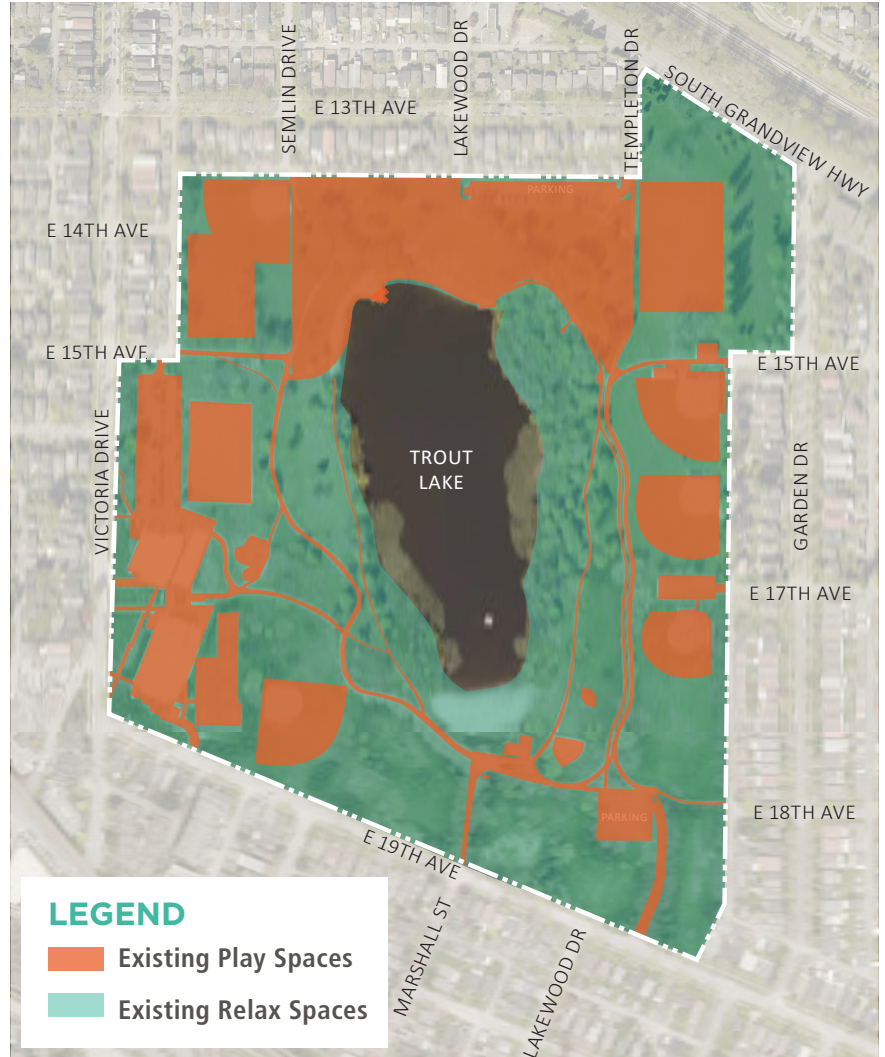 SEMLIN DRIVE
LAKEWOOD DR
TEMPLETON DR
SOUTH GRANDVIEW HWY
E 13TH AVE
PARKING
E 14TH AVE
E 15TH AVE
E 15TH AVE
VICTORIA DRIVE
TROUT
LAKE
GARDEN DR
E 17TH AVE
E 18TH AVE
PARKING
E 19TH AVE
MARSHALL ST
LAKEWOOD DR
LEGEND
Existing Play Spaces
Existing Relax Spaces